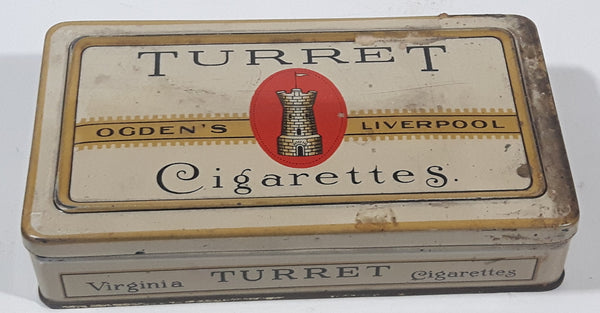 TURRET
OGDEN'S LIVERPOOL
Cigarettes.
Virginia TURRET Cigarettes